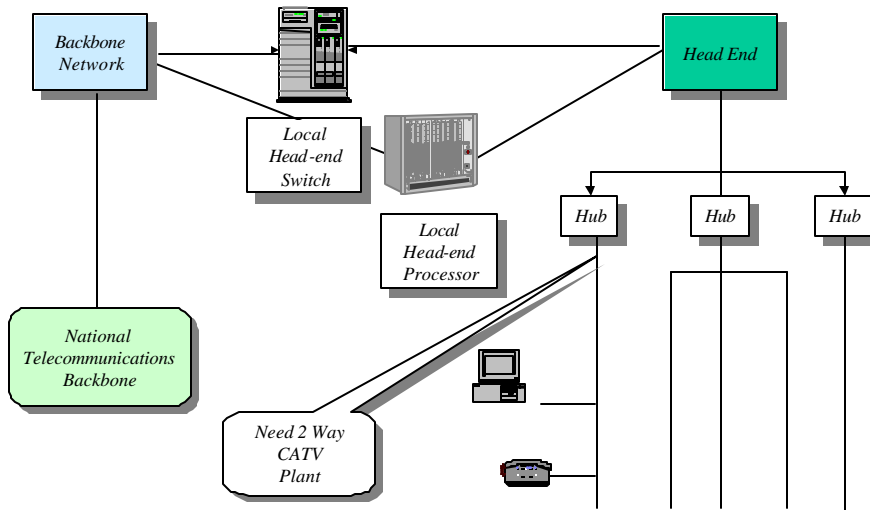 Backbone
Network
Head End
Local
Head-end
Switch
Hub
Hub
Hub
Local
Head-end
Processor
National
Telecommunications
Backbone
Need 2 Way
CATV
Plant